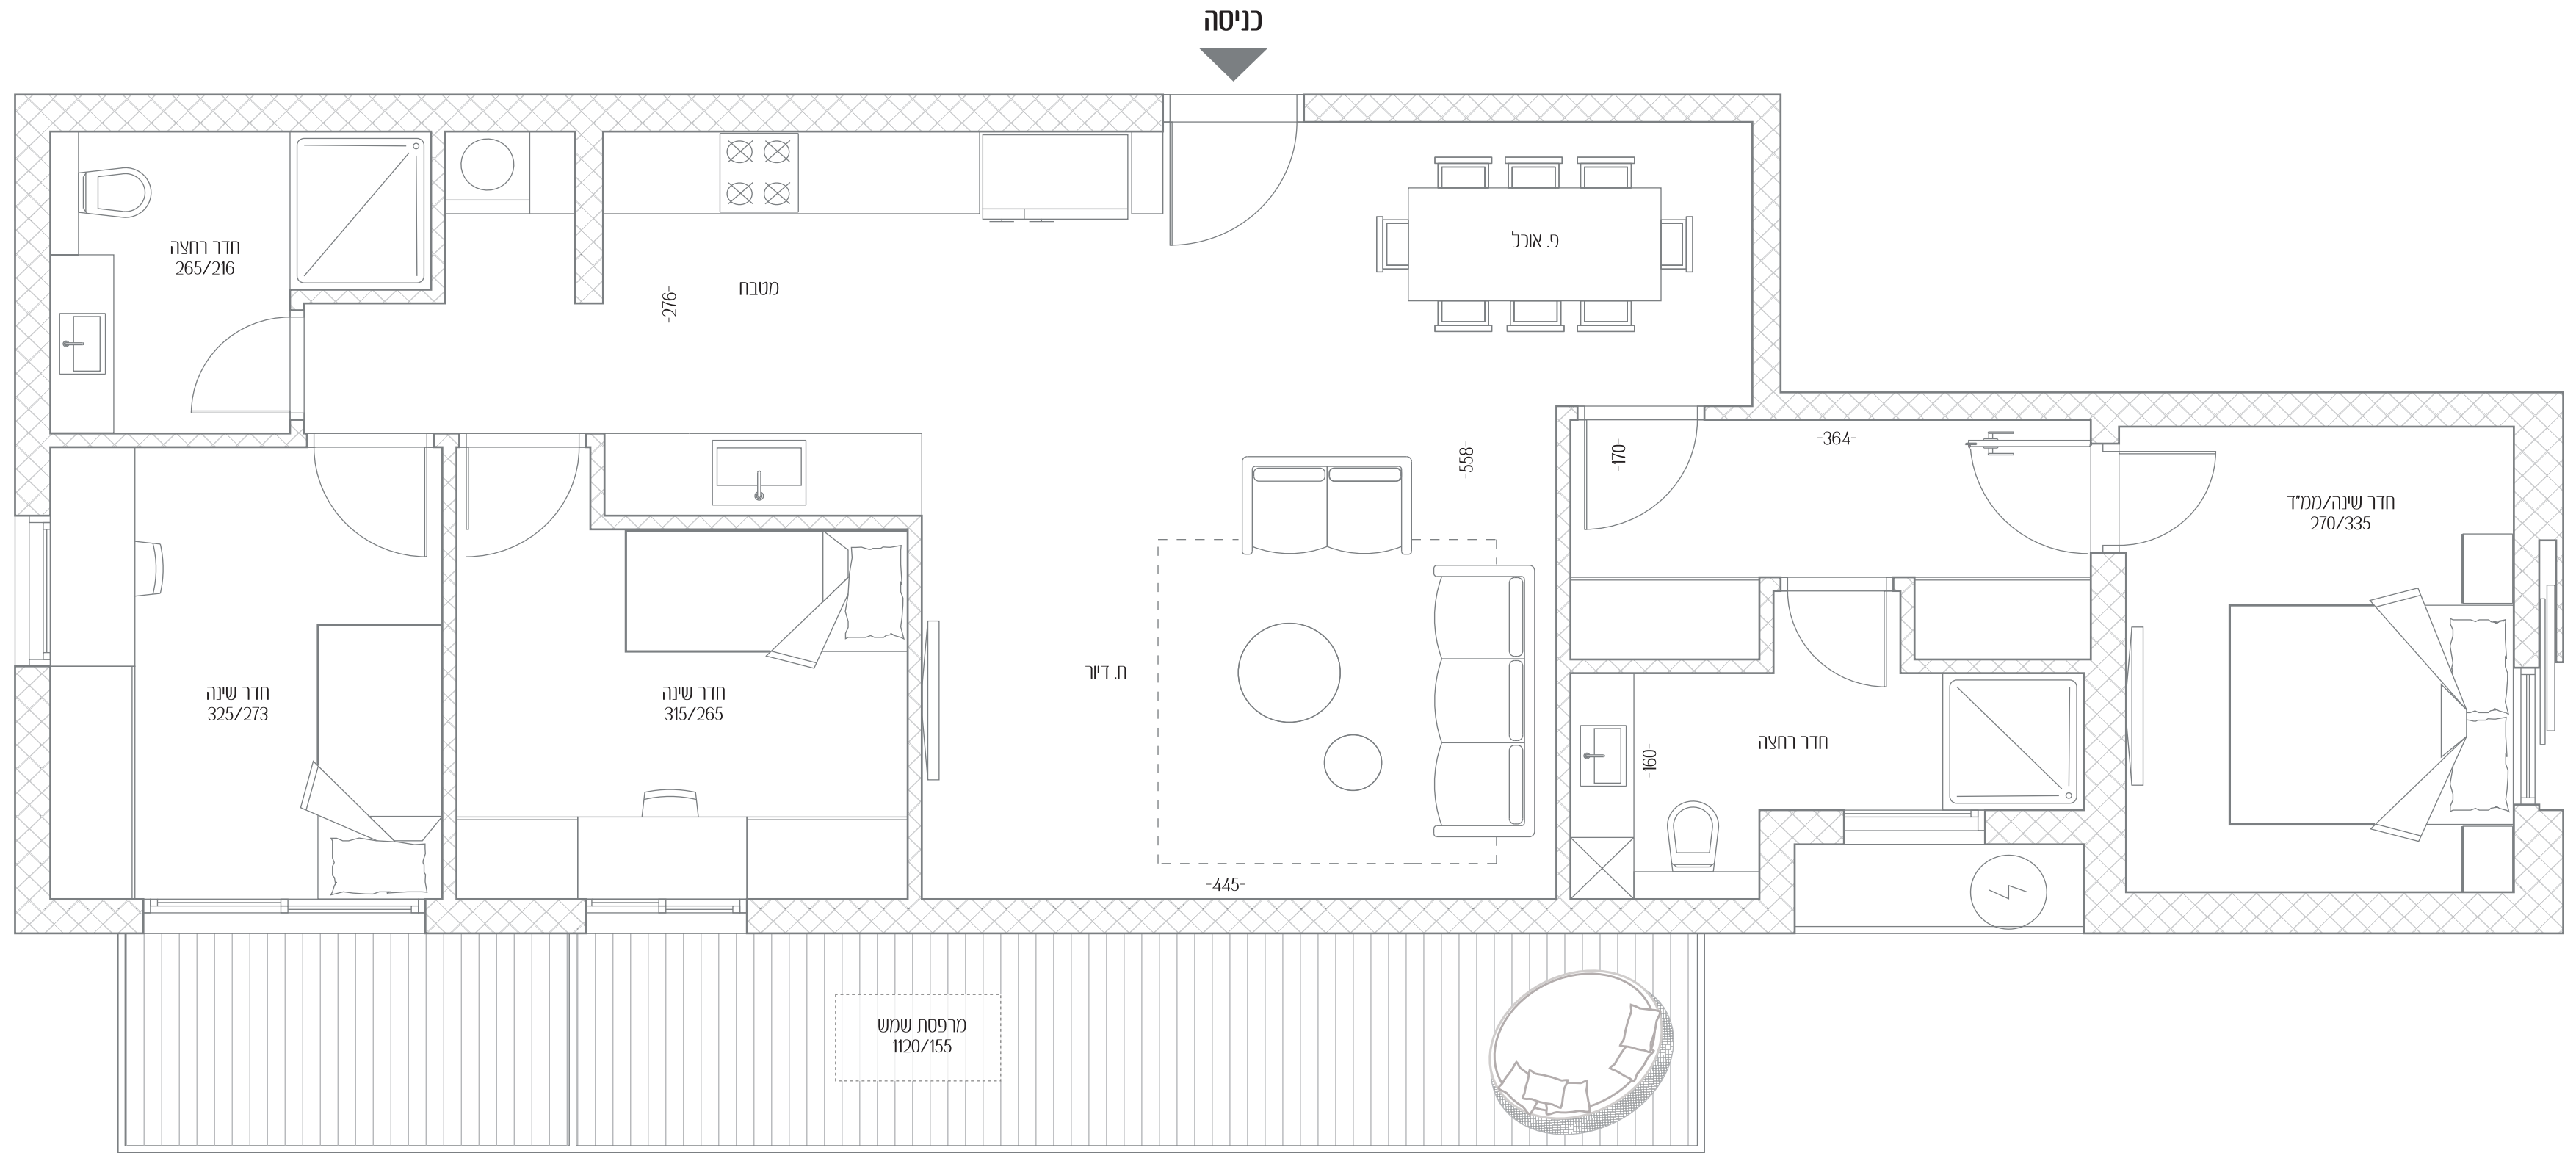 כניסה
חדר רחצה
265/216
מטבח
-276-
פ. אוכל
-558-
-170-
-364-
חדר שינה/ממ"ד
270/335
חדר שינה
325/273
חדר שינה
315/265
ח. דיור
-445-
-160-
חדר רחצה
מרפסת שמש
1120/155